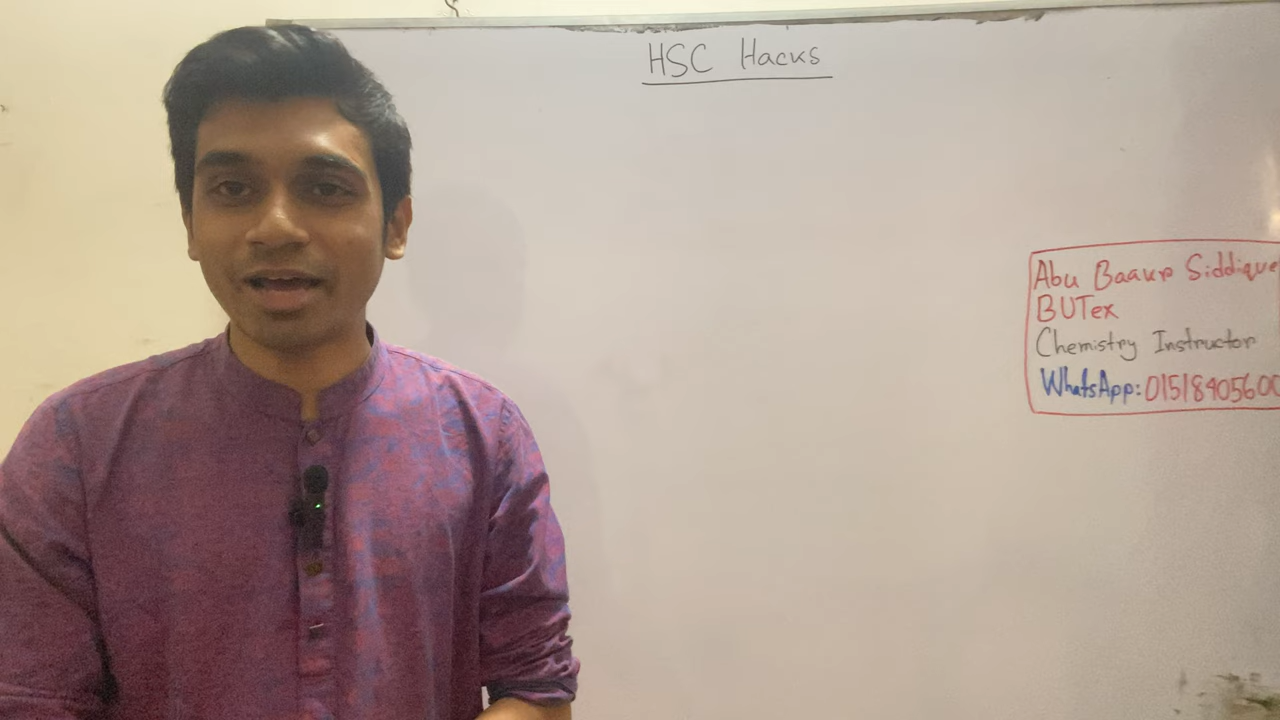 HSC Hacks
Abu Baakr Siddique
BUTex
Chemistry Instructor
WhatsApp: 0151840560